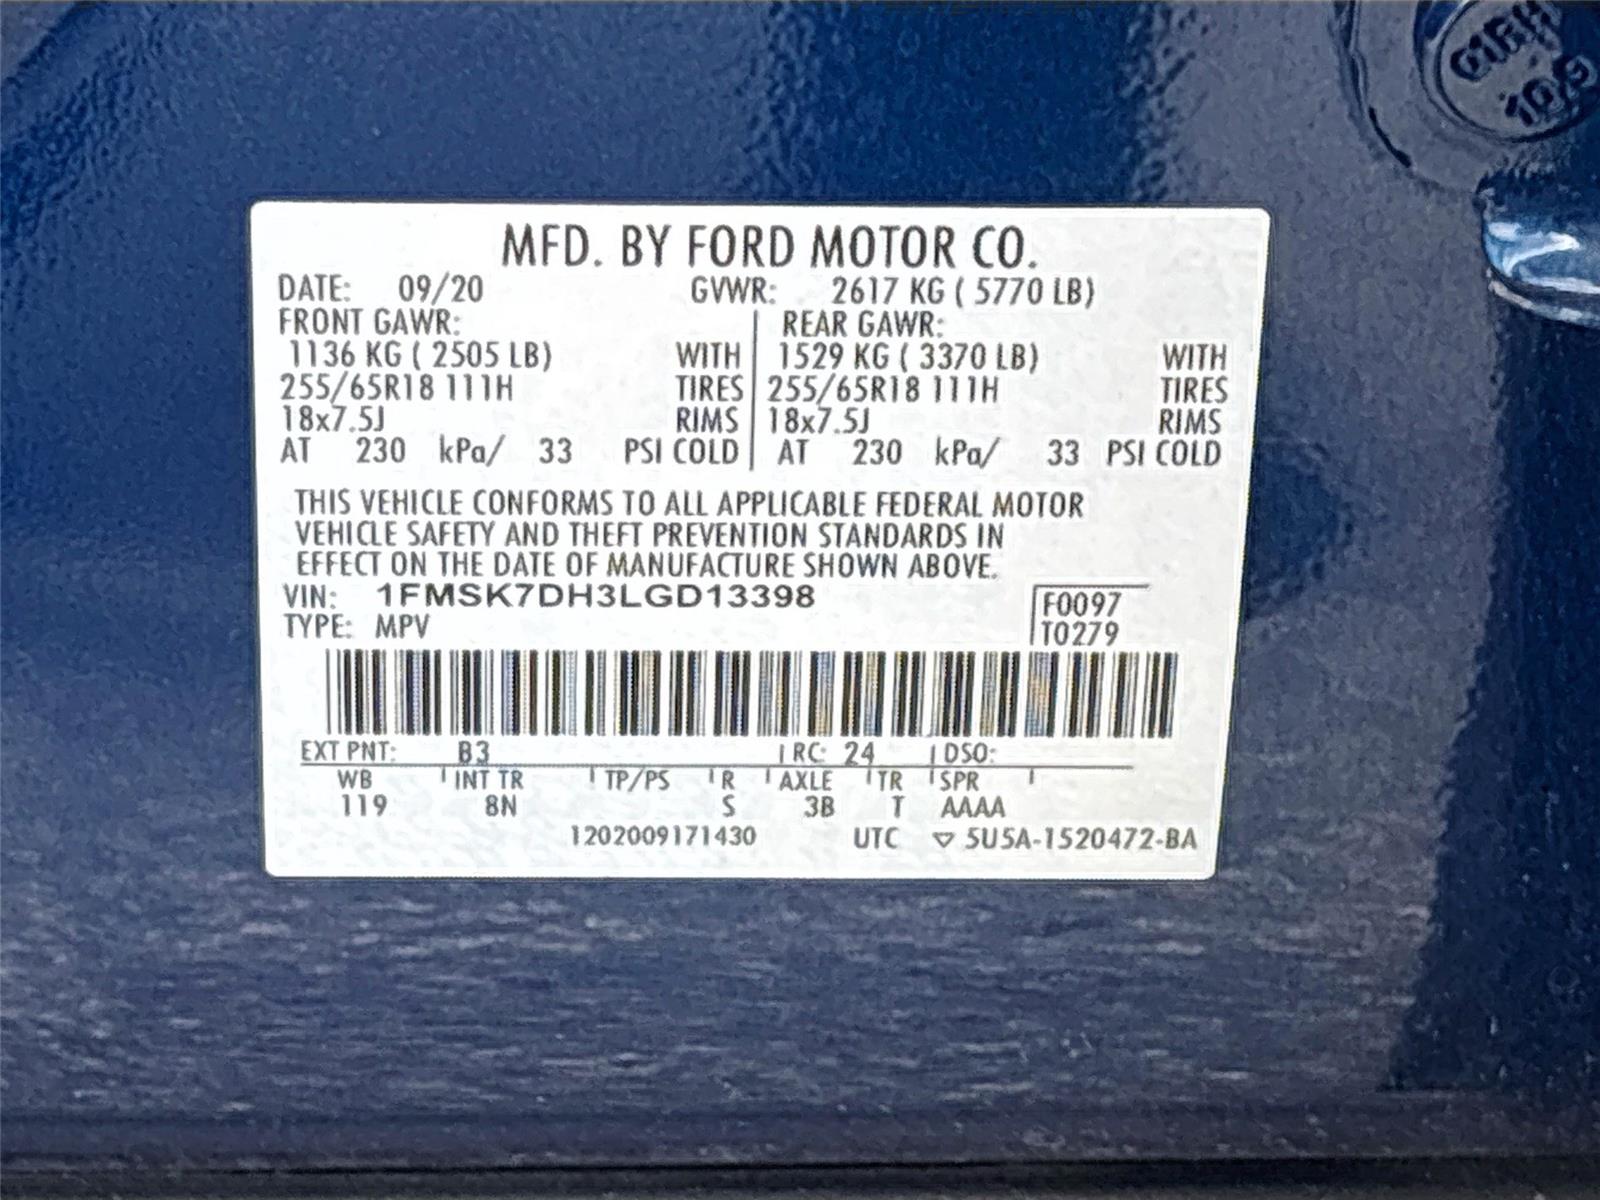 MFD. BY FORD MOTOR CO.
DATE: 09/20 GVWR: 2617 KG ( 5770 LB)
FRONT GAWR: REAR GAWR:
1136 KG ( 2505 LB) WITH 1529 KG ( 3370 LB) WITH
255/65R18 111H TIRES 255/65R18 111H TIRES
18x7.5J RIMS 18x7.5J RIMS
AT 230 kPa/ 33 PSI COLD AT 230 kPa/ 33 PSI COLD
THIS VEHICLE CONFORMS TO ALL APPLICABLE FEDERAL MOTOR
VEHICLE SAFETY AND THEFT PREVENTION STANDARDS IN
EFFECT ON THE DATE OF MANUFACTURE SHOWN ABOVE.
VIN: 1FMSK7DH3LGD13398 F0097
TYPE: MPV T0279
EXT PNT: B3 RC: 24 DSO:
WB INT TR TP/PS R AXLE TR SPR
119 8N S 3B T AAAA
1202009171430 UTC ▽ 5U5A-1520472-BA